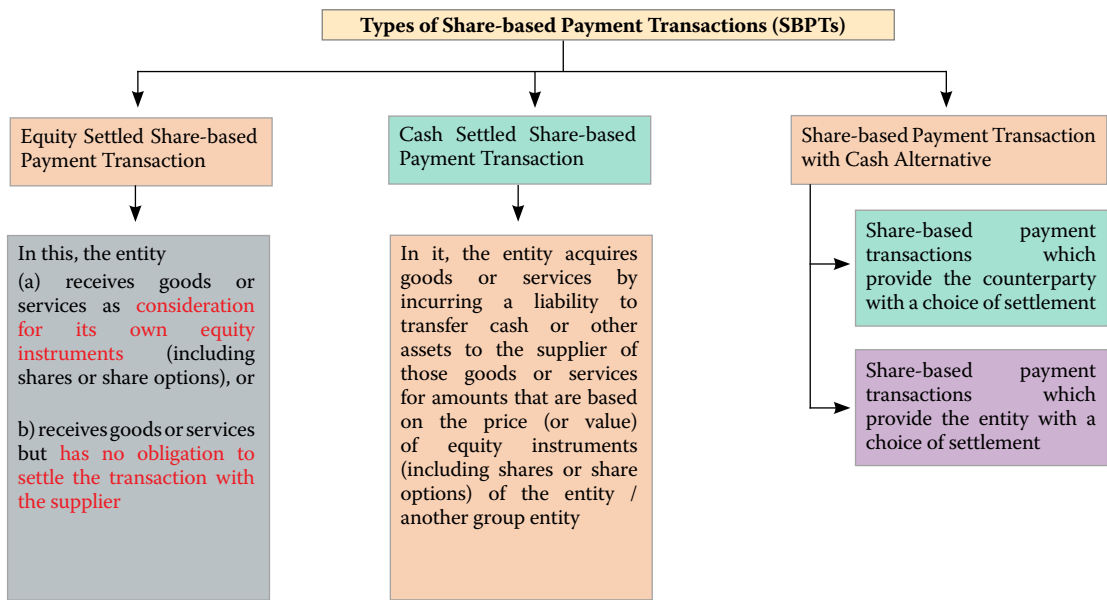 Types of Share-based Payment Transactions (SBPTs)
Equity Settled Share-based
Payment Transaction
In this, the entity
(a) receives goods or
services as consideration
for its own equity
instruments (including
shares or share options), or
b) receives goods or services
but has no obligation to
settle the transaction with
the supplier
Cash Settled Share-based
Payment Transaction
In it, the entity acquires
goods or services by
incurring a liability to
transfer cash or other
assets to the supplier of
those goods or services
for amounts that are based
on the price (or value)
of equity instruments
(including shares or share
options) of the entity /
another group entity
Share-based Payment Transaction
with Cash Alternative
Share-based payment
transactions which
provide the counterparty
with a choice of settlement
Share-based payment
transactions which
provide the entity with a
choice of settlement